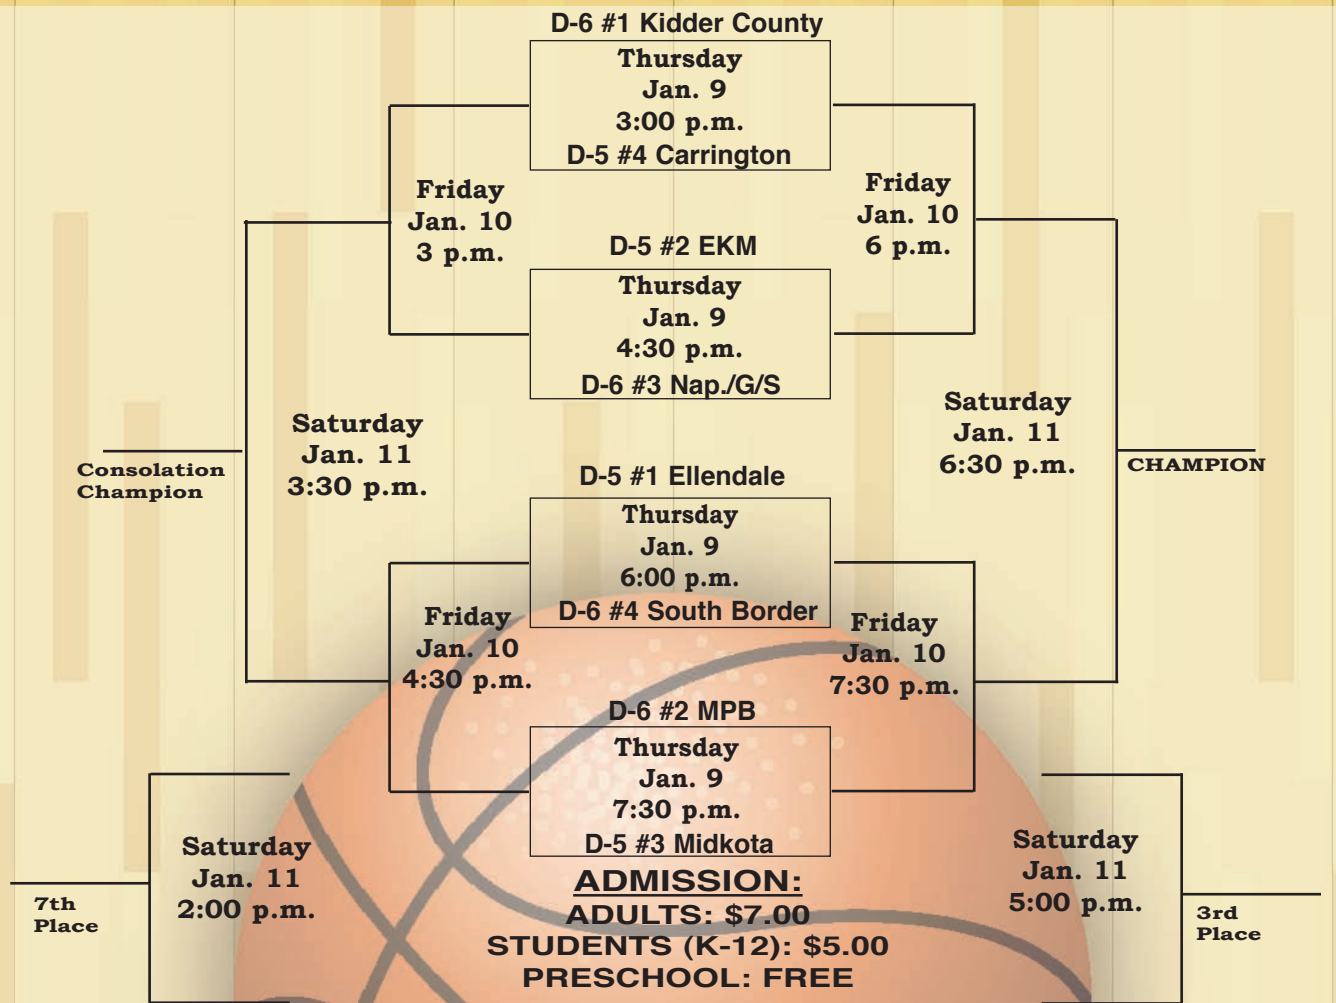 D-6 #1 Kidder County
Thursday
Jan. 9
3:00 p.m.
D-5 #4 Carrington
Friday
Jan. 10
3 p.m.
Friday
Jan. 10
6 p.m.
D-5 #2 EKM
Thursday
Jan. 9
4:30 p.m.
D-6 #3 Nap./G/S
Saturday
Jan. 11
3:30 p.m.
Consolation
Champion
Saturday
Jan. 11
6:30 p.m.
CHAMPION
D-5 #1 Ellendale
Thursday
Jan. 9
6:00 p.m.
D-6 #4 South Border
Friday
Jan. 10
4:30 p.m.
Friday
Jan. 10
7:30 p.m.
D-6 #2 MPB
Thursday
Jan. 9
7:30 p.m.
D-5 #3 Midkota
Saturday
Jan. 11
2:00 p.m.
7th
Place
Saturday
Jan. 11
5:00 p.m.
3rd
Place
ADMISSION:
ADULTS: $7.00
STUDENTS (K-12): $5.00
PRESCHOOL: FREE